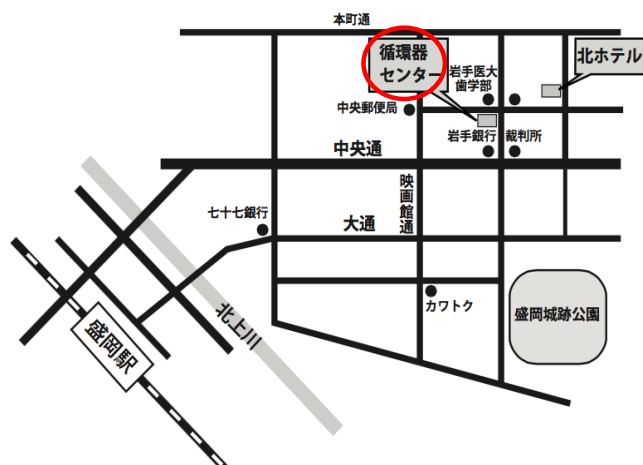 本町通
循環器
センター
岩手医大
歯学部
北ホテル
中央郵便局
岩手銀行
裁判所
中央通
映画館通
七十七銀行
大通
カワトク
盛岡城跡公園
北上川
盛岡駅